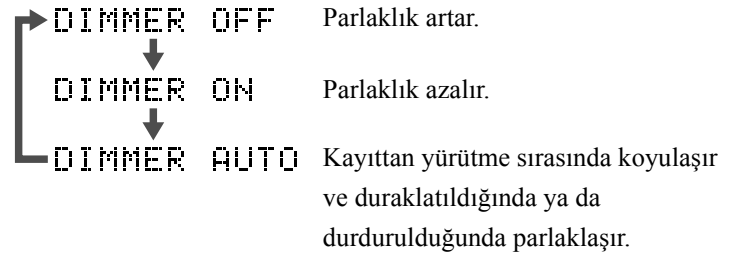 DIMMER OFF Parlaklık artar.
DIMMER ON Parlaklık azalır.
DIMMER AUTO Kayıttan yürütme sırasında koyulaşır
ve duraklatıldığında ya da
durdurulduğunda parlaklaşır.